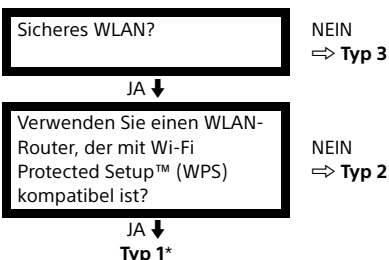 Sicheres WLAN?
NEIN
⇨ Typ 3
JA ⬇
Verwenden Sie einen WLAN-
Router, der mit Wi-Fi
Protected Setup™ (WPS)
kompatibel ist?
NEIN
⇨ Typ 2
JA ⬇
Typ 1*